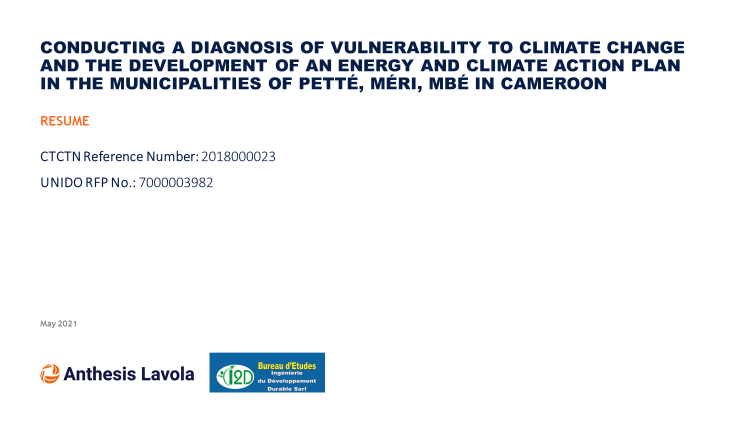 CONDUCTING A DIAGNOSIS OF VULNERABILITY TO CLIMATE CHANGE
AND THE DEVELOPMENT OF AN ENERGY AND CLIMATE ACTION PLAN
IN THE MUNICIPALITIES OF PETTÉ, MÉRI, MBÉ IN CAMEROON
RESUME
CTCTN Reference Number: 2018000023
UNIDO RFP No.: 7000003982
May 2021
Anthesis Lavola
I2D
Bureau d'Etudes
Ingénierie
du Développement
Durable Sarl